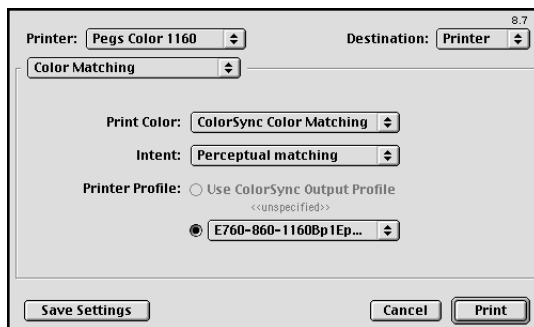 8.7
Printer: Pegs Color 1160 Destination: Printer
Color Matching
Print Color: ColorSync Color Matching
Intent: Perceptual matching
Printer Profile: Use ColorSync Output Profile
<<unspecified>>
E760-860-1160Bp1Ep...
Save Settings Cancel Print